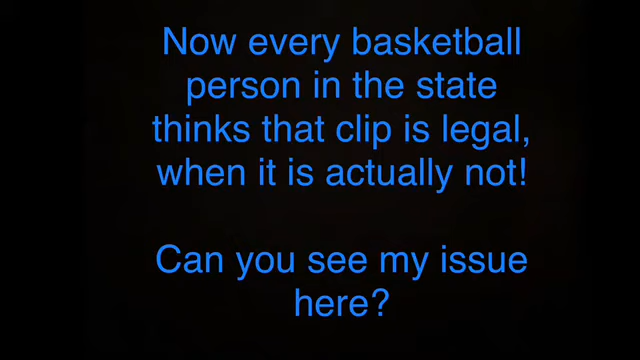 Now every basketball
person in the state
thinks that clip is legal,
when it is actually not!
Can you see my issue
here?